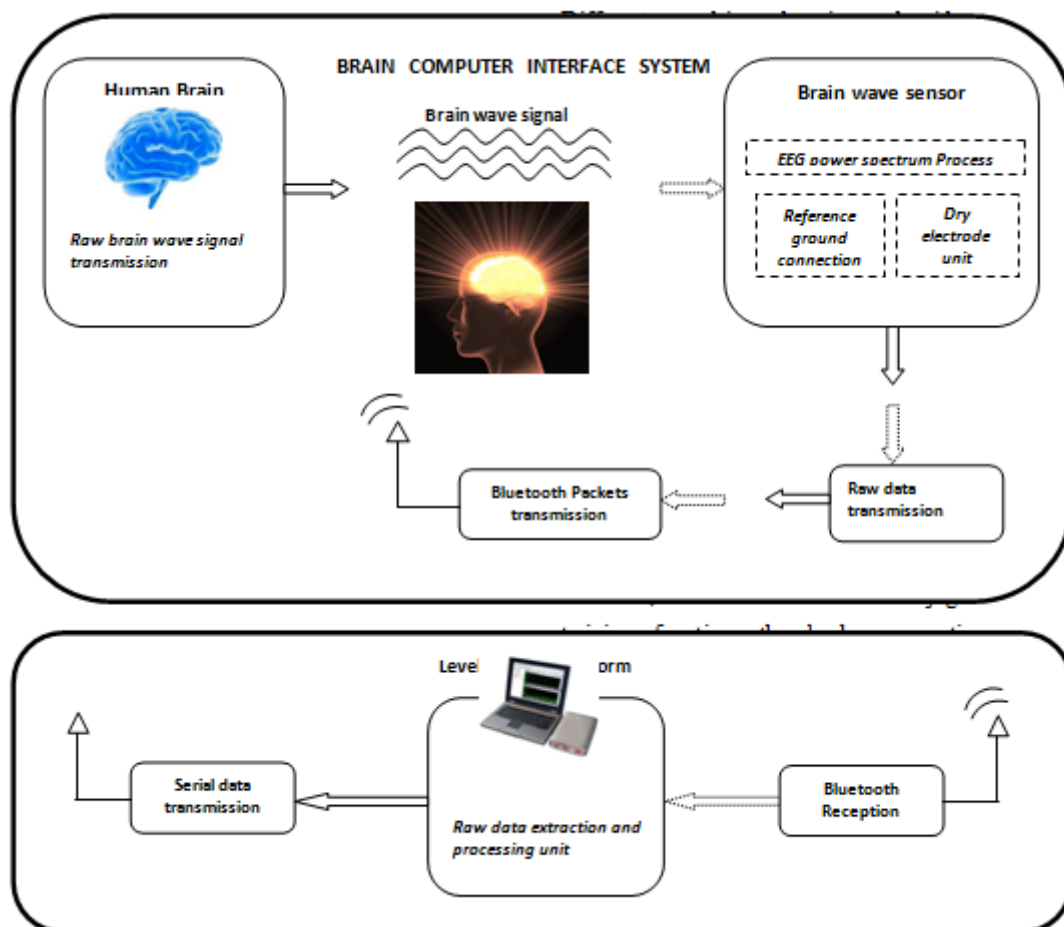 BRAIN COMPUTER INTERFACE SYSTEM
Human Brain
Raw brain wave signal
transmission
Brain wave signal
Brain wave sensor
EEG power spectrum Process
Reference
ground
connection
Dry
electrode
unit
Raw data
transmission
Bluetooth Packets
transmission
Level
Serial data
transmission
Raw data extraction and
processing unit
Bluetooth
Reception